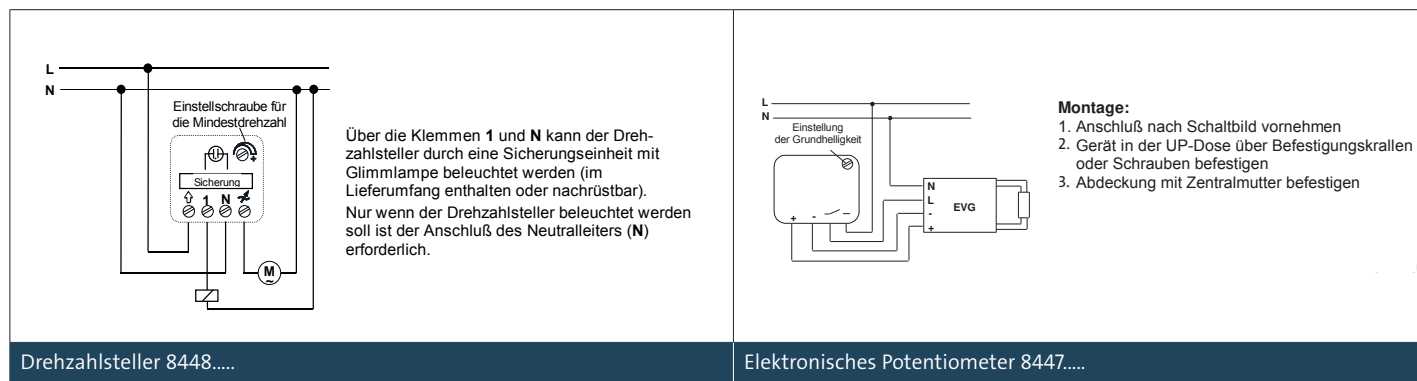 L
N
Einstellschraube für
die Mindestdrehzahl
+
Sicherung
1 N
M
~
Über die Klemmen 1 und N kann der Dreh-
zahlsteller durch eine Sicherungseinheit mit
Glimmlampe beleuchtet werden (im
Lieferumfang enthalten oder nachrüstbar).
Nur wenn der Drehzahlsteller beleuchtet werden
soll ist der Anschluß des Neutralleiters (N)
erforderlich.
Drehzahlsteller 8448.....
L
N
Einstellung
der Grundhelligkeit
+ -
N
L
-
+
EVG
Montage:
1. Anschluß nach Schaltbild vornehmen
2. Gerät in der UP-Dose über Befestigungskrallen
oder Schrauben befestigen
3. Abdeckung mit Zentralmutter befestigen
Elektronisches Potentiometer 8447.....